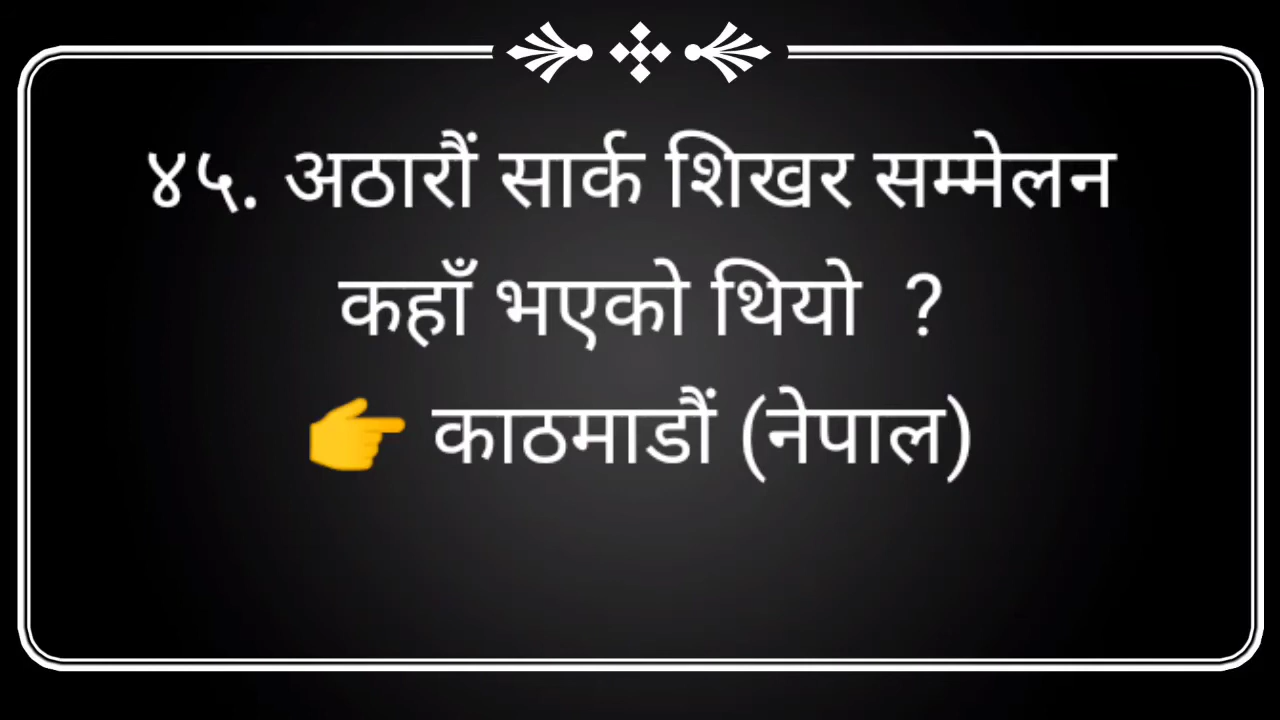 ४५. अठारौं सार्क शिखर सम्मेलन
कहाँ भएको थियो ?
👉 काठमाडौं (नेपाल)